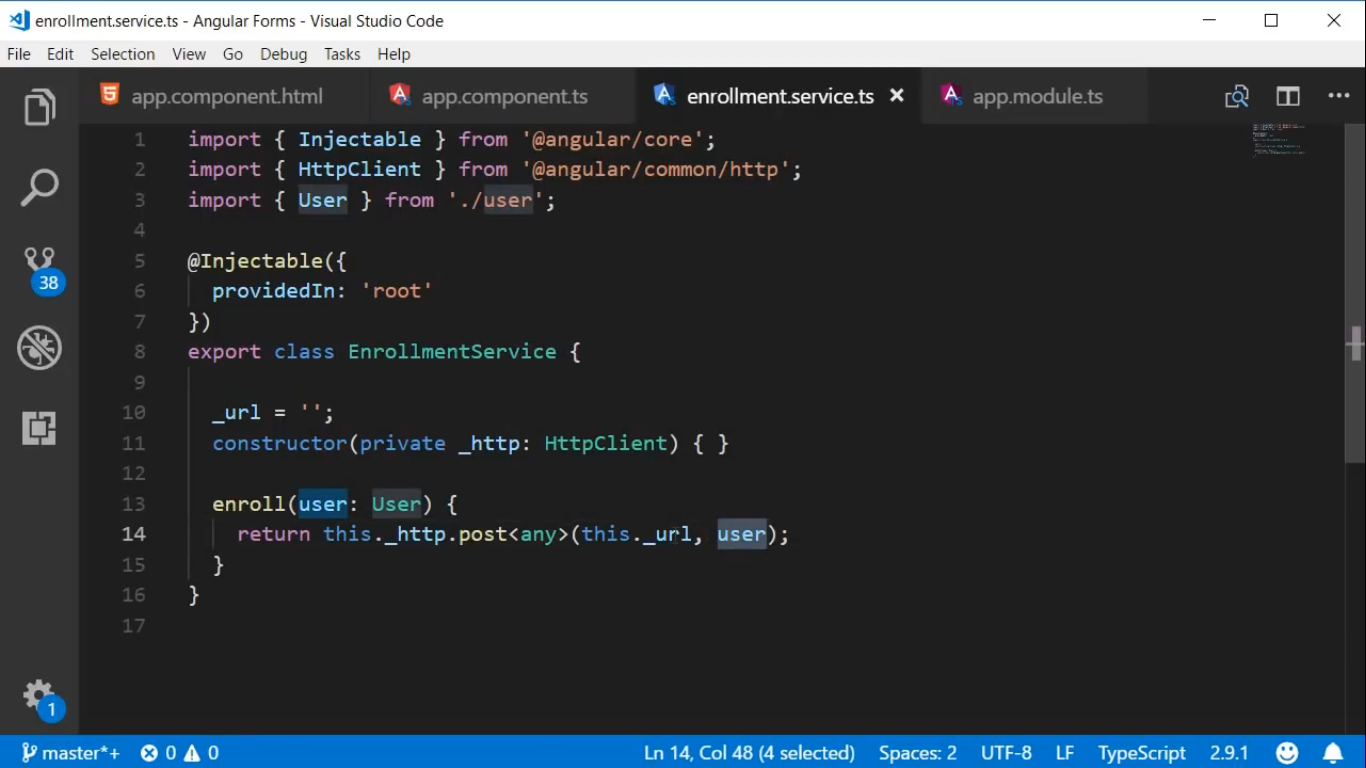 enrollment.service.ts - Angular Forms - Visual Studio Code
File Edit Selection View Go Debug Tasks Help
app.component.html app.component.ts enrollment.service.ts app.module.ts
1 import { Injectable } from '@angular/core';
2 import { HttpClient } from '@angular/common/http';
3 import { User } from './user';
4
5 @Injectable({
6 providedIn: 'root'
7 })
8 export class EnrollmentService {
9
10 _url = '';
11 constructor(private _http: HttpClient) { }
12
13 enroll(user: User) {
14 return this._http.post<any>(this._url, user);
15 }
16 }
17
38
1
master*+ 0 0 Ln 14, Col 48 (4 selected) Spaces: 2 UTF-8 LF TypeScript 2.9.1